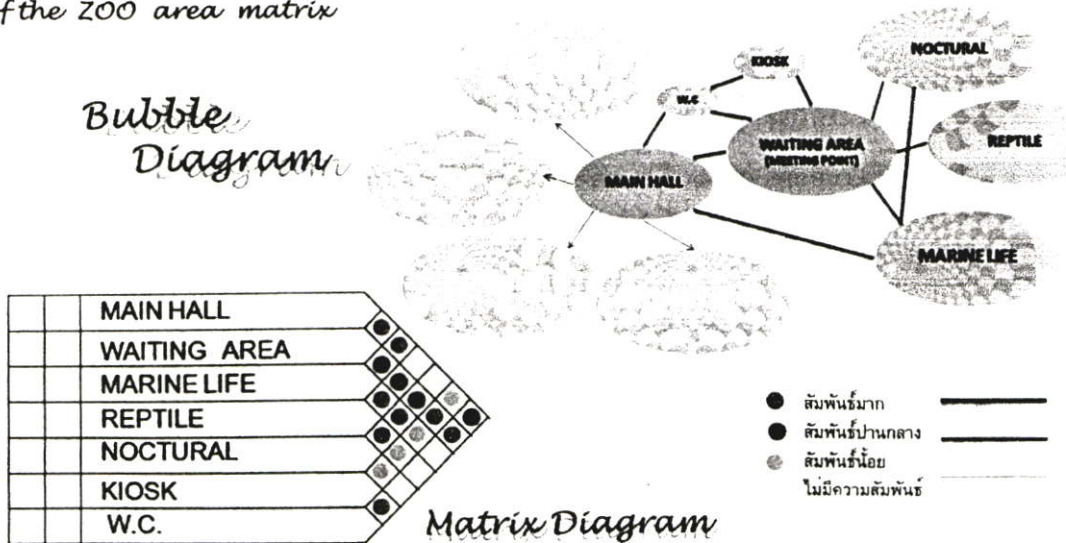 f the ZOO area matrix
Bubble
Diagram
KIOSK
W.C
NOCTURAL
WAITING AREA
(MEETING POINT)
REPTILE
MAIN HALL
MARINE LIFE
MAIN HALL
WAITING AREA
MARINE LIFE
REPTILE
NOCTURAL
KIOSK
W.C.
สัมพันธ์มาก
สัมพันธ์ปานกลาง
สัมพันธ์น้อย
ไม่มีความสัมพันธ์
Matrix Diagram